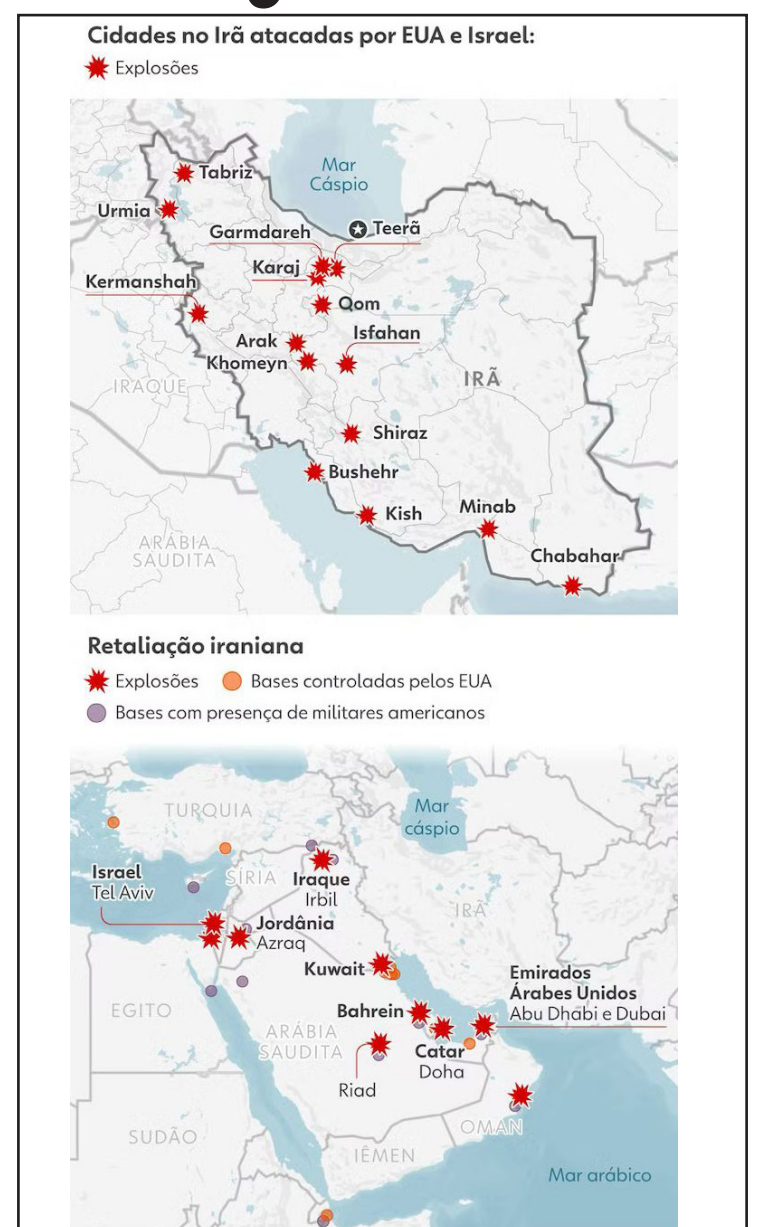 Cidades no Irã atacadas por EUA e Israel:
Explosões
Mar
Cáspio
Tabriz
Urmia
Garmdareh
Teerã
Karaj
Kermanshah
Qom
Isfahan
Arak
Khomeyn
IRAQUE
IRÃ
Shiraz
Bushehr
Kish
Minab
ARÁBIA
SAUDITA
Chabahar
Retaliação iraniana
Explosões
Bases controladas pelos EUA
Bases com presença de militares americanos
TURQUIA
Mar
cáspio
Israel
Tel Aviv
SÍRIA
Iraque
Irbil
IRÃ
Jordânia
Azraq
Kuwait
Emirados
Árabes Unidos
Abu Dhabi e Dubai
EGITO
Bahrein
ARÁBIA
SAUDITA
Catar
Doha
Riad
OMAN
SUDÃO
IÊMEN
Mar arábico